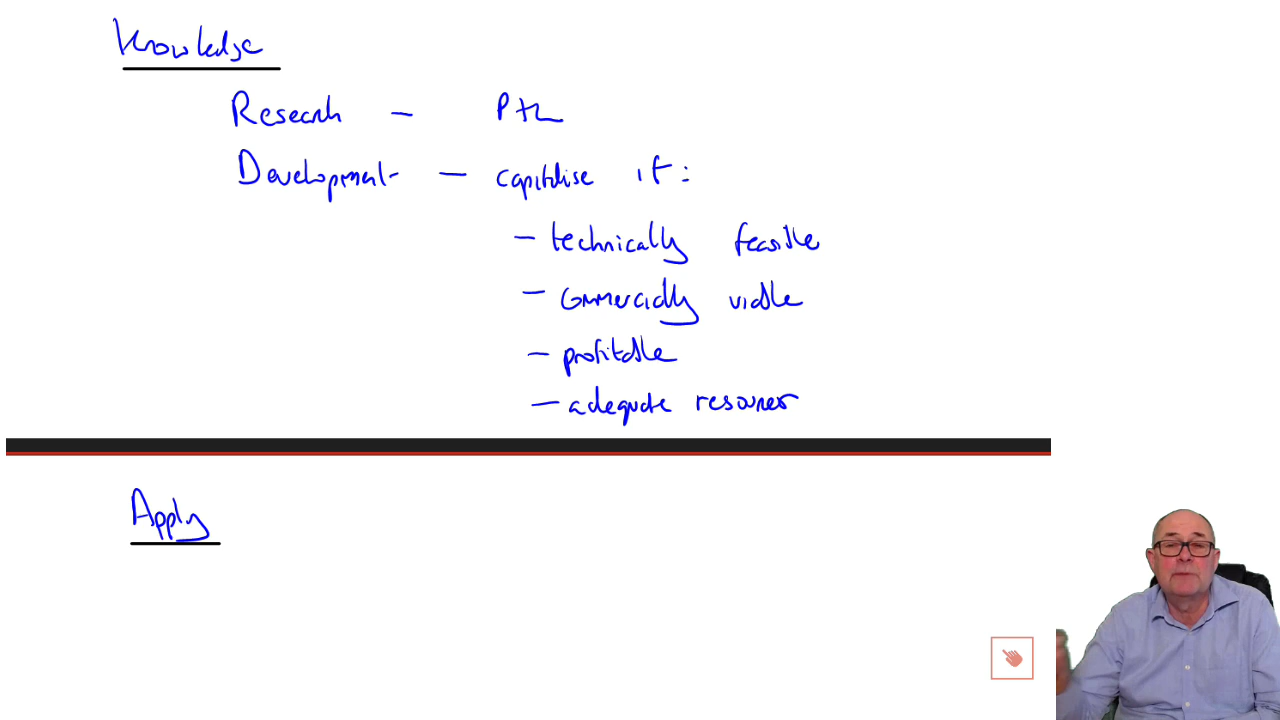 Knowledge
Research - P+L
Development - capitalise if:
- technically feasible
- commercially viable
- profitable
- adequate resources
Apply